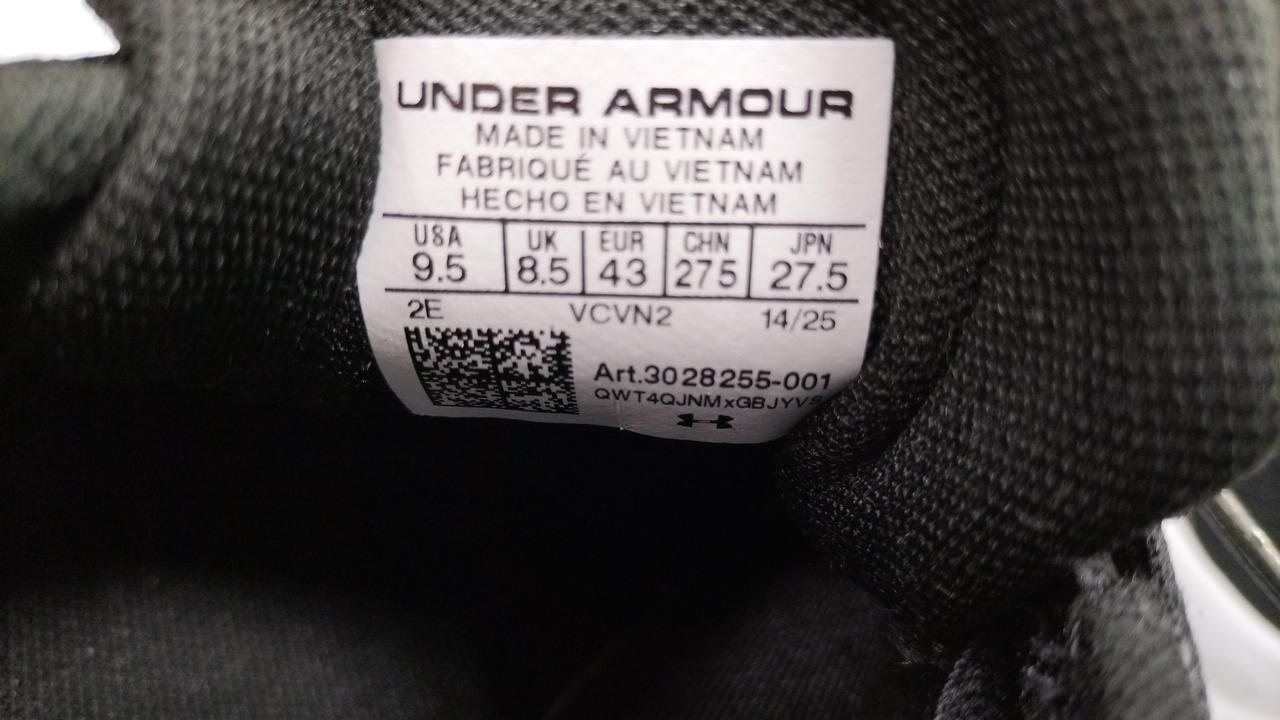 UNDER ARMOUR
MADE IN VIETNAM
FABRIQUÉ AU VIETNAM
HECHO EN VIETNAM
USA UK EUR CHN JPN
9.5 8.5 43 275 27.5
2E VCVN2 14/25
Art.3028255-001